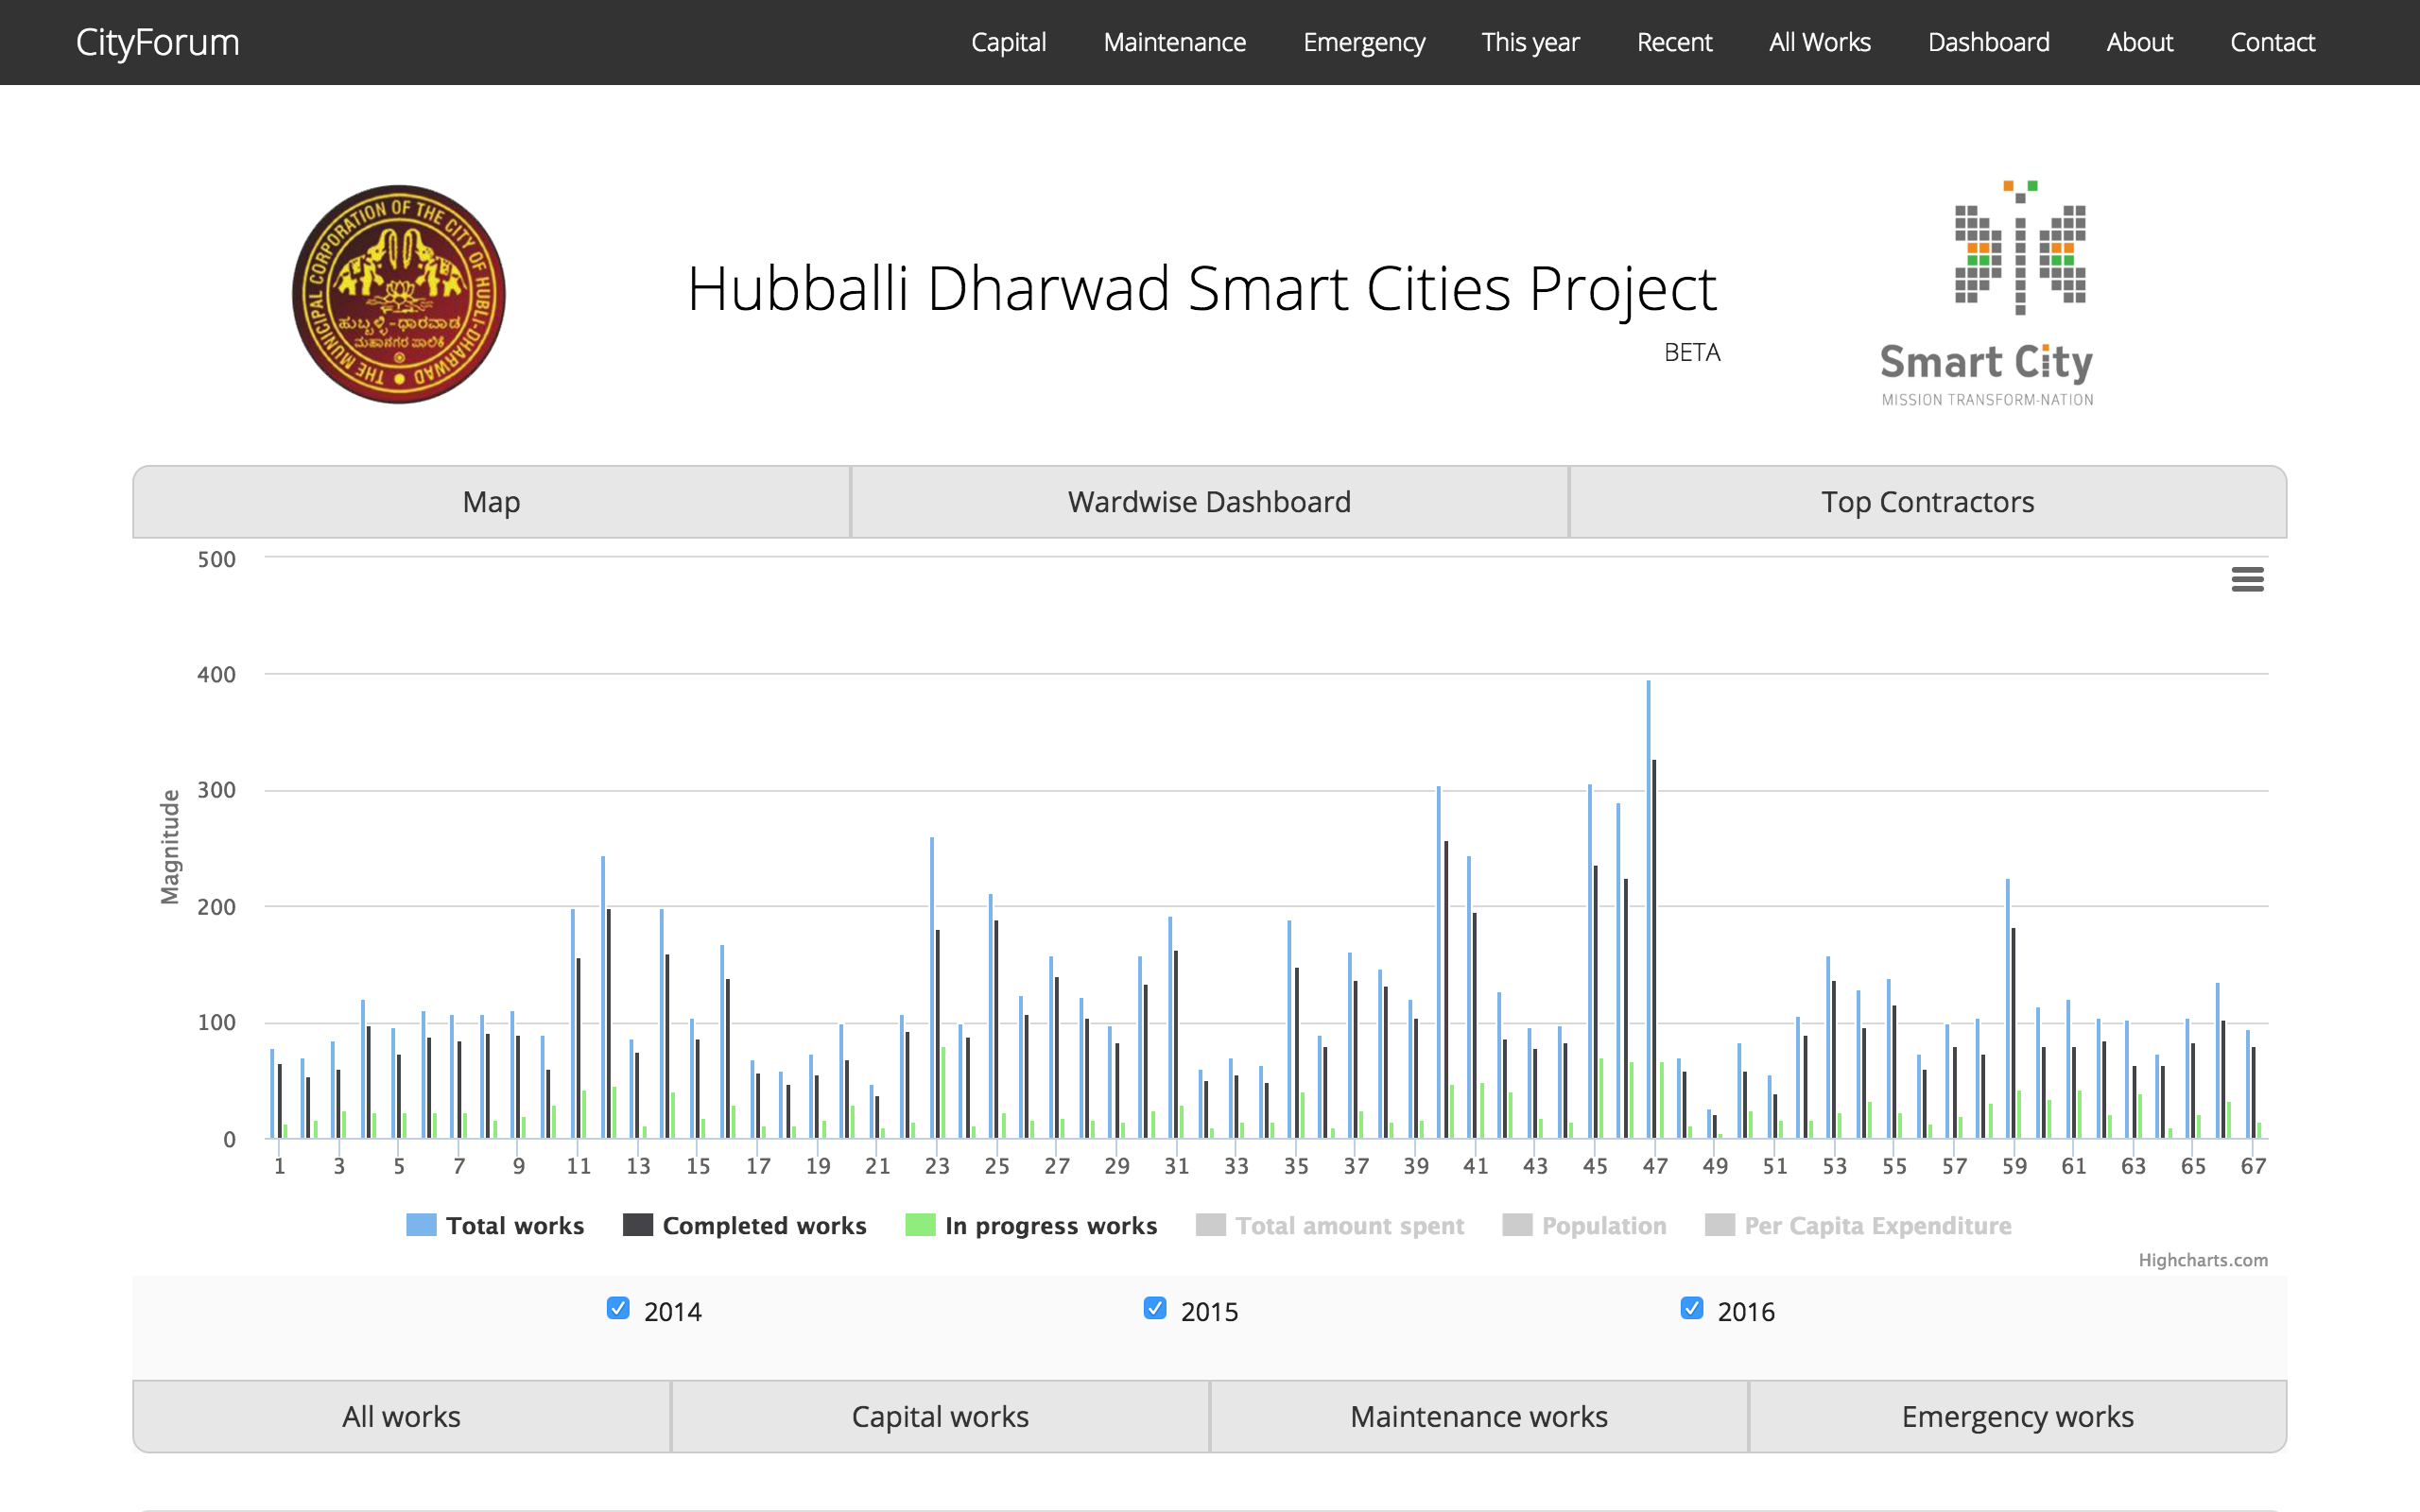 CityForum
Capital Maintenance Emergency This year Recent All Works Dashboard About Contact
THE MUNICIPAL CORPORATION OF THE CITY OF HUBLI-DHARWAD
ಹುಬ್ಬಳ್ಳಿ-ಧಾರವಾಡ
ಮಹಾನಗರ ಪಾಲಿಕೆ
Hubballi Dharwad Smart Cities Project
BETA
Smart City
MISSION TRANSFORM-NATION
Map Wardwise Dashboard Top Contractors
500
400
300
200
100
0
Magnitude
1 3 5 7 9 11 13 15 17 19 21 23 25 27 29 31 33 35 37 39 41 43 45 47 49 51 53 55 57 59 61 63 65 67
Total works Completed works In progress works Total amount spent Population Per Capita Expenditure
Highcharts.com
2014 2015 2016
All works Capital works Maintenance works Emergency works